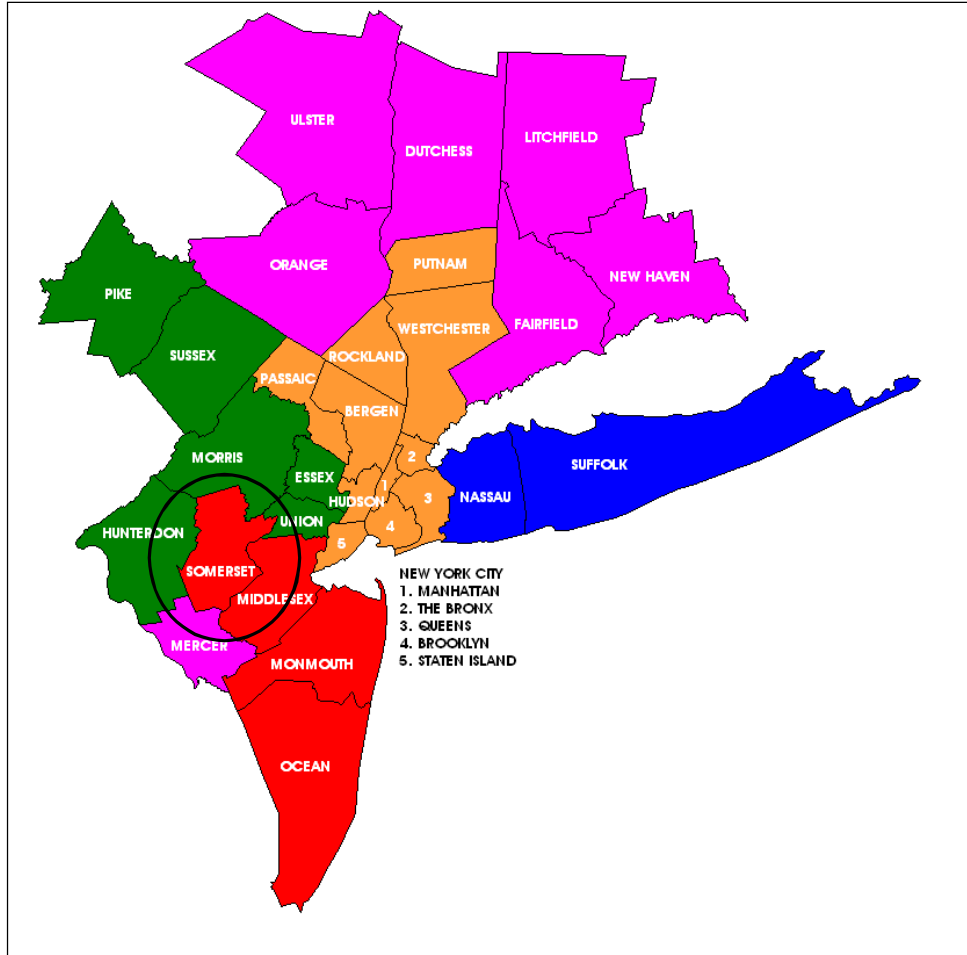 ULSTER
DUTCHESS
LITCHFIELD
ORANGE
PUTNAM
NEW HAVEN
PIKE
WESTCHESTER
FAIRFIELD
SUSSEX
ROCKLAND
PASSAIC
BERGEN
MORRIS
2
SUFFOLK
ESSEX
1
3
NASSAU
HUDSON
UNION
4
HUNTERDON
5
SOMERSET
NEW YORK CITY
1. MANHATTAN
2. THE BRONX
3. QUEENS
4. BROOKLYN
5. STATEN ISLAND
MIDDLESEX
MERCER
MONMOUTH
OCEAN